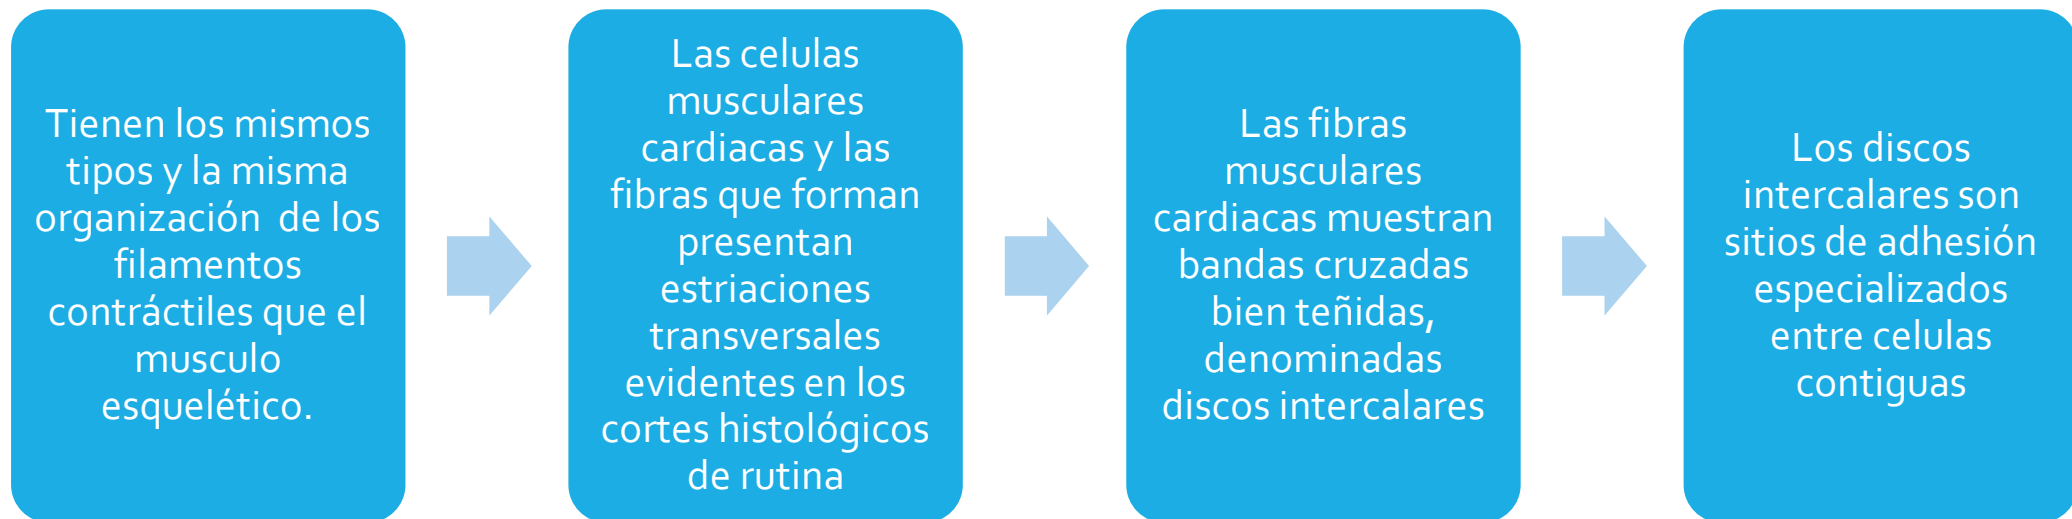 Tienen los mismos
tipos y la misma
organización de los
filamentos
contráctiles que el
musculo
esquelético.
Las celulas
musculares
cardiacas y las
fibras que forman
presentan
estriaciones
transversales
evidentes en los
cortes histológicos
de rutina
Las fibras
musculares
cardiacas muestran
bandas cruzadas
bien teñidas,
denominadas
discos intercalares
Los discos
intercalares son
sitios de adhesión
especializados
entre celulas
contiguas